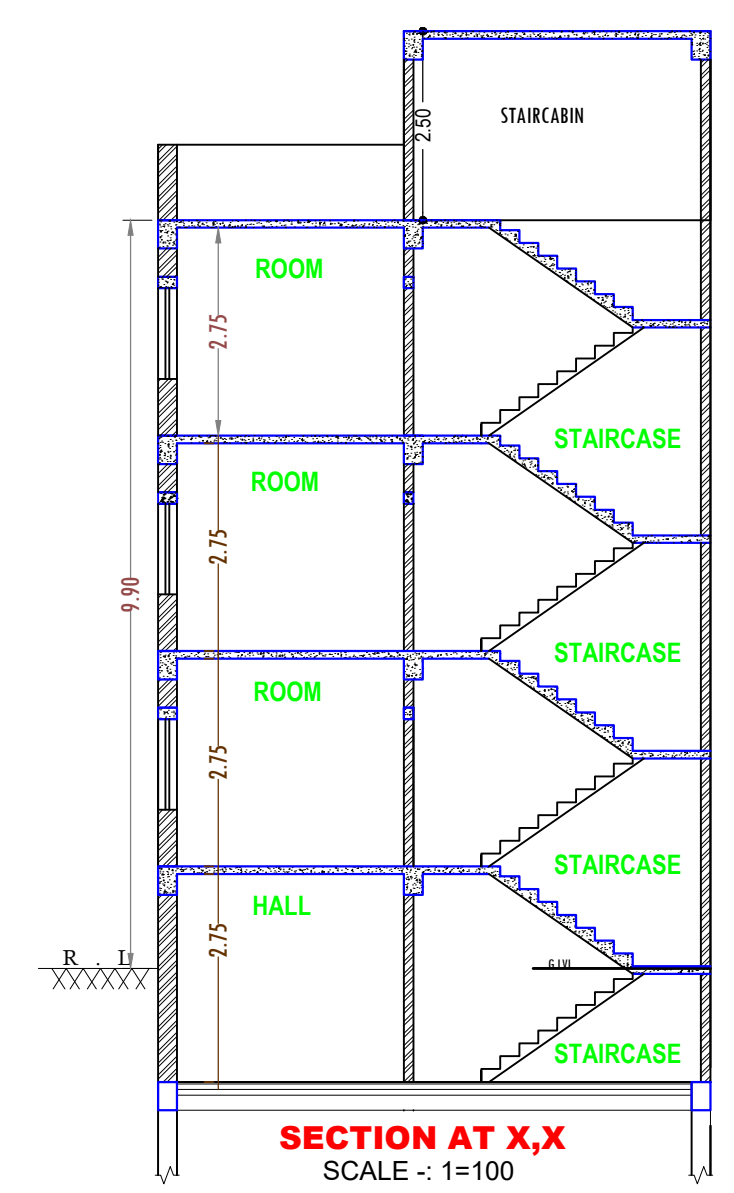 STAIRCABIN
2.50
ROOM
2.75
STAIRCASE
ROOM
2.75
9.90
STAIRCASE
ROOM
2.75
STAIRCASE
HALL
2.75
R . L
G.LVL
STAIRCASE
SECTION AT X,X
SCALE -: 1=100